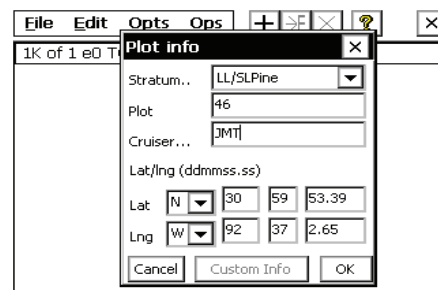 File Edit Opts Ops
1K of 1 e0 T
Plot info
Stratum.. LL/SLPine
Plot 46
Cruiser... JMT
Lat/lng (ddmmss.ss)
Lat N 30 59 53.39
Lng W 92 37 2.65
Cancel Custom Info OK